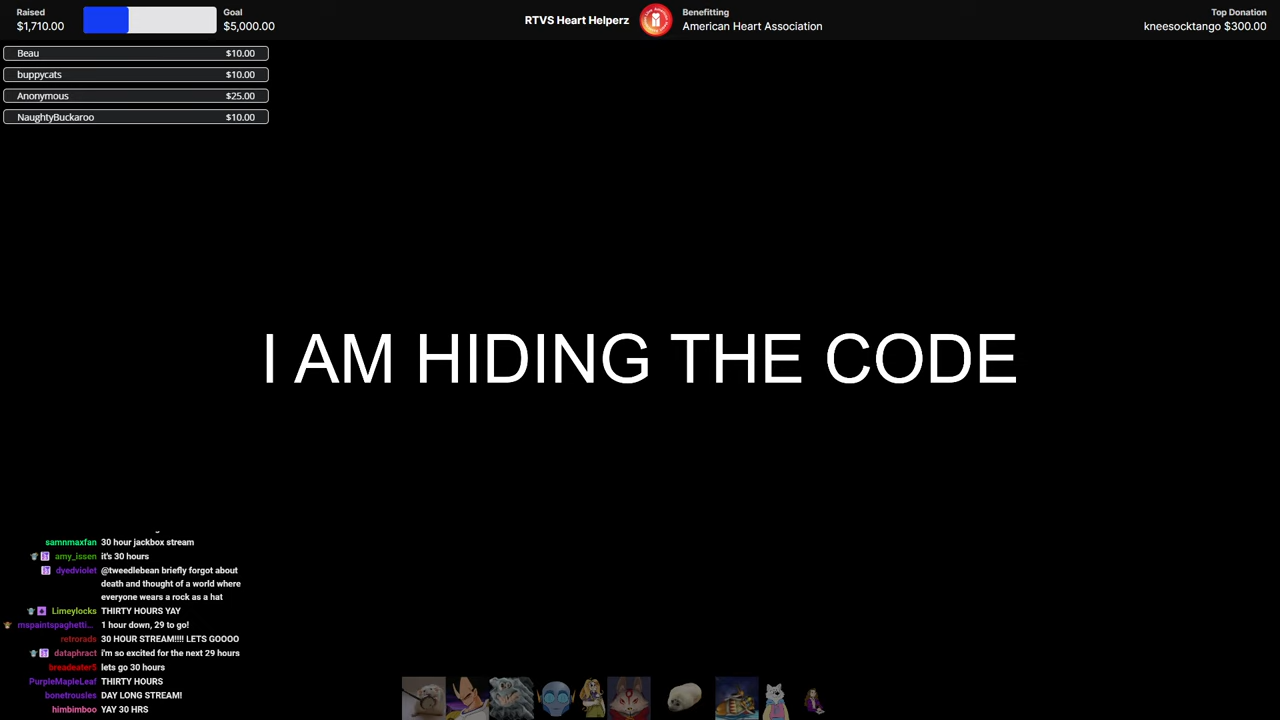 Raised
$1,710.00
Goal
$5,000.00
RTVS Heart Helperz
Benefitting
American Heart Association
Top Donation
kneesocktango $300.00
Beau $10.00
buppycats $10.00
Anonymous $25.00
NaughtyBuckaroo $10.00
I AM HIDING THE CODE
samnmaxfan 30 hour jackbox stream
amy_issen it's 30 hours
dyedviolet @tweedlebean briefly forgot about
death and thought of a world where
everyone wears a rock as a hat
Limeylocks THIRTY HOURS YAY
mspaintspaghetti... 1 hour down, 29 to go!
retrorads 30 HOUR STREAM!!!! LETS GOOOO
dataphract i'm so excited for the next 29 hours
breadeater5 lets go 30 hours
PurpleMapleLeaf THIRTY HOURS
bonetrousles DAY LONG STREAM!
himbimboo YAY 30 HRS